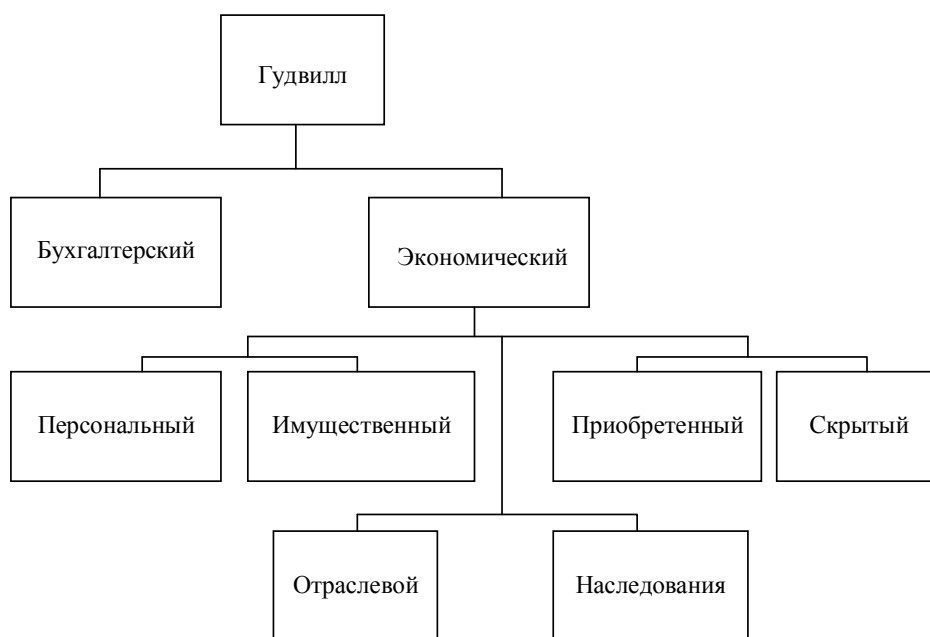 Гудвилл
Бухгалтерский
Экономический
Персональный
Имущественный
Приобретенный
Скрытый
Отраслевой
Наследования